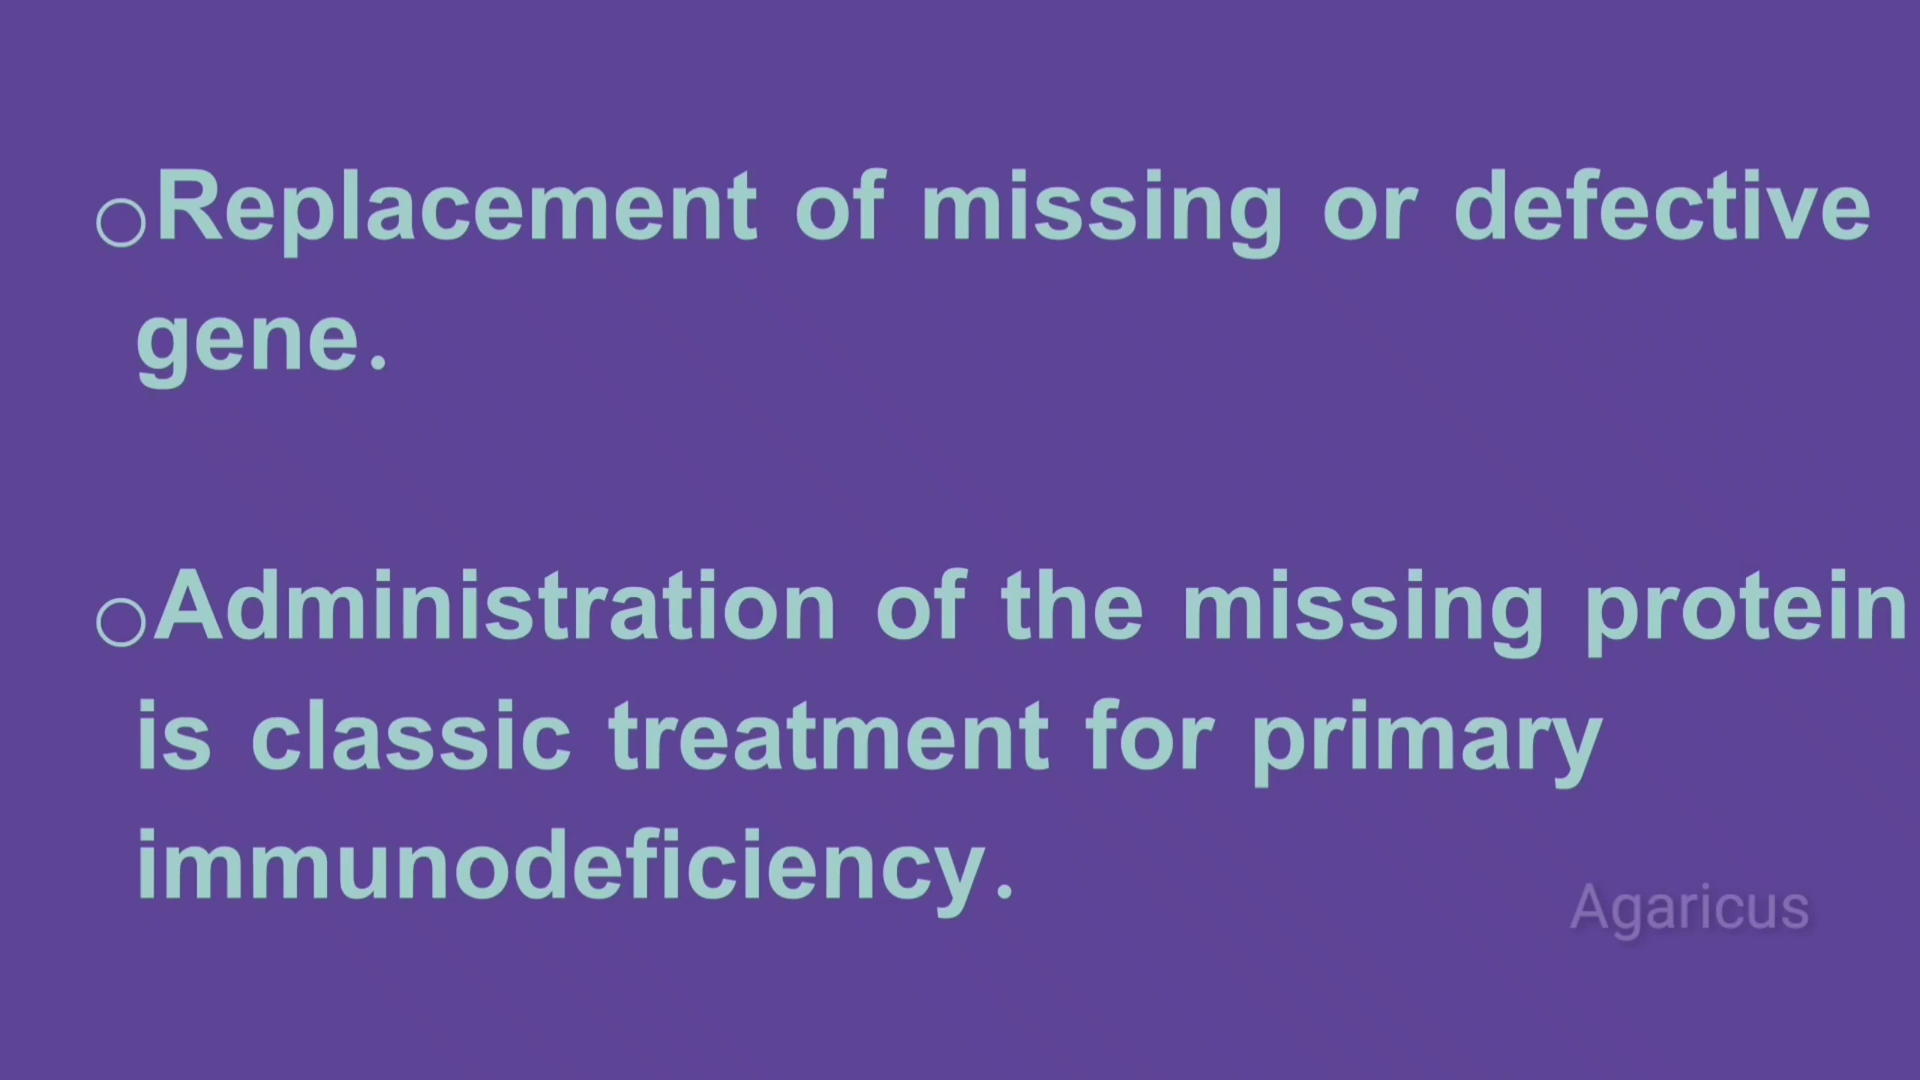 ○Replacement of missing or defective
gene.
○Administration of the missing protein
is classic treatment for primary
immunodeficiency.
Agaricus